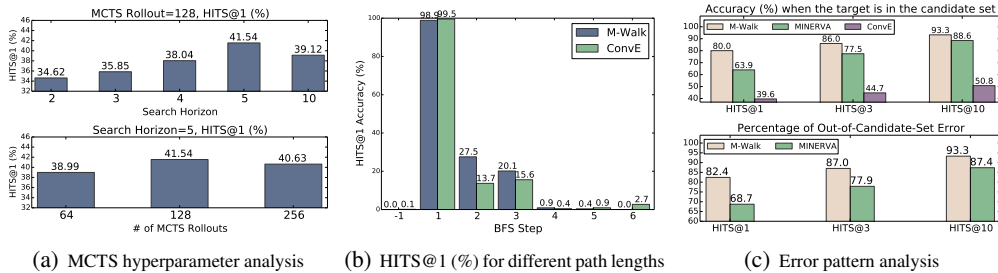 MCTS Rollout=128, HITS@1 (%)
HITS@1 (%)
46
44
42
40
38
36
34
32
34.62
35.85
38.04
41.54
39.12
2
3
4
5
10
Search Horizon
Search Horizon=5, HITS@1 (%)
HITS@1 (%)
46
44
42
40
38
36
34
32
38.99
41.54
40.63
64
128
256
# of MCTS Rollouts
(a) MCTS hyperparameter analysis
HITS@1 Accuracy (%)
100
80
60
40
20
0
M-Walk
ConvE
0.0 0.1
98.9 99.5
27.5 13.7
20.1 15.6
0.9 0.4
0.4 0.9
0.0 2.7
-1
1
2
3
4
5
6
BFS Step
(b) HITS@1 (%) for different path lengths
Accuracy (%) when the target is in the candidate set
M-Walk
MINERVA
ConvE
100
90
80
70
60
50
40
80.0 63.9 39.6
86.0 77.5 44.7
93.3 88.6 50.8
HITS@1
HITS@3
HITS@10
Percentage of Out-of-Candidate-Set Error
M-Walk
MINERVA
100
95
90
85
80
75
70
65
60
82.4 68.7
87.0 77.9
93.3 87.4
HITS@1
HITS@3
HITS@10
(c) Error pattern analysis